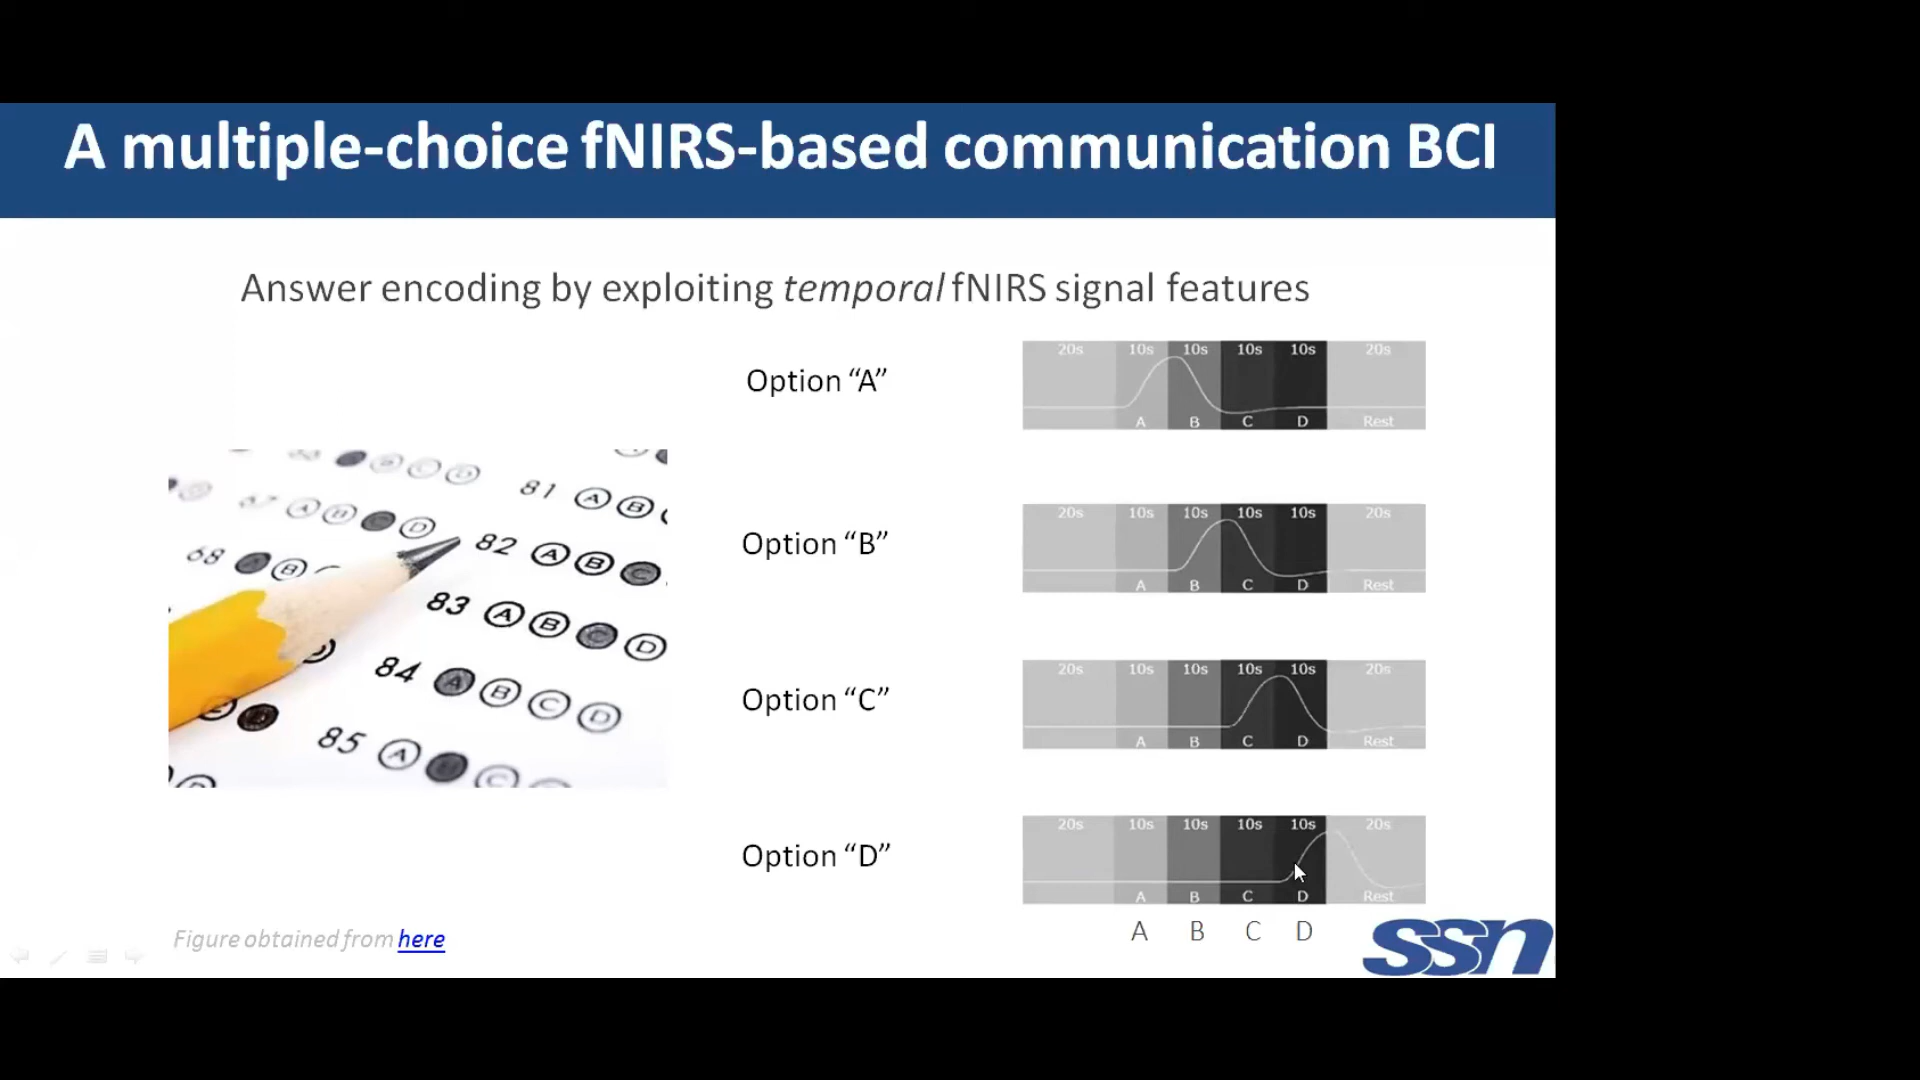 A multiple-choice fNIRS-based communication BCI
Answer encoding by exploiting temporal fNIRS signal features
Option “A”
20s 10s 10s 10s 10s 20s
A B C D Rest
Option “B”
20s 10s 10s 10s 10s 20s
A B C D Rest
Option “C”
20s 10s 10s 10s 10s 20s
A B C D Rest
Option “D”
20s 10s 10s 10s 10s 20s
A B C D Rest
A B C D
81 A B
82 A B C
83 A B C D
84 A B C D
85 A
68 B
Figure obtained from here
ssn